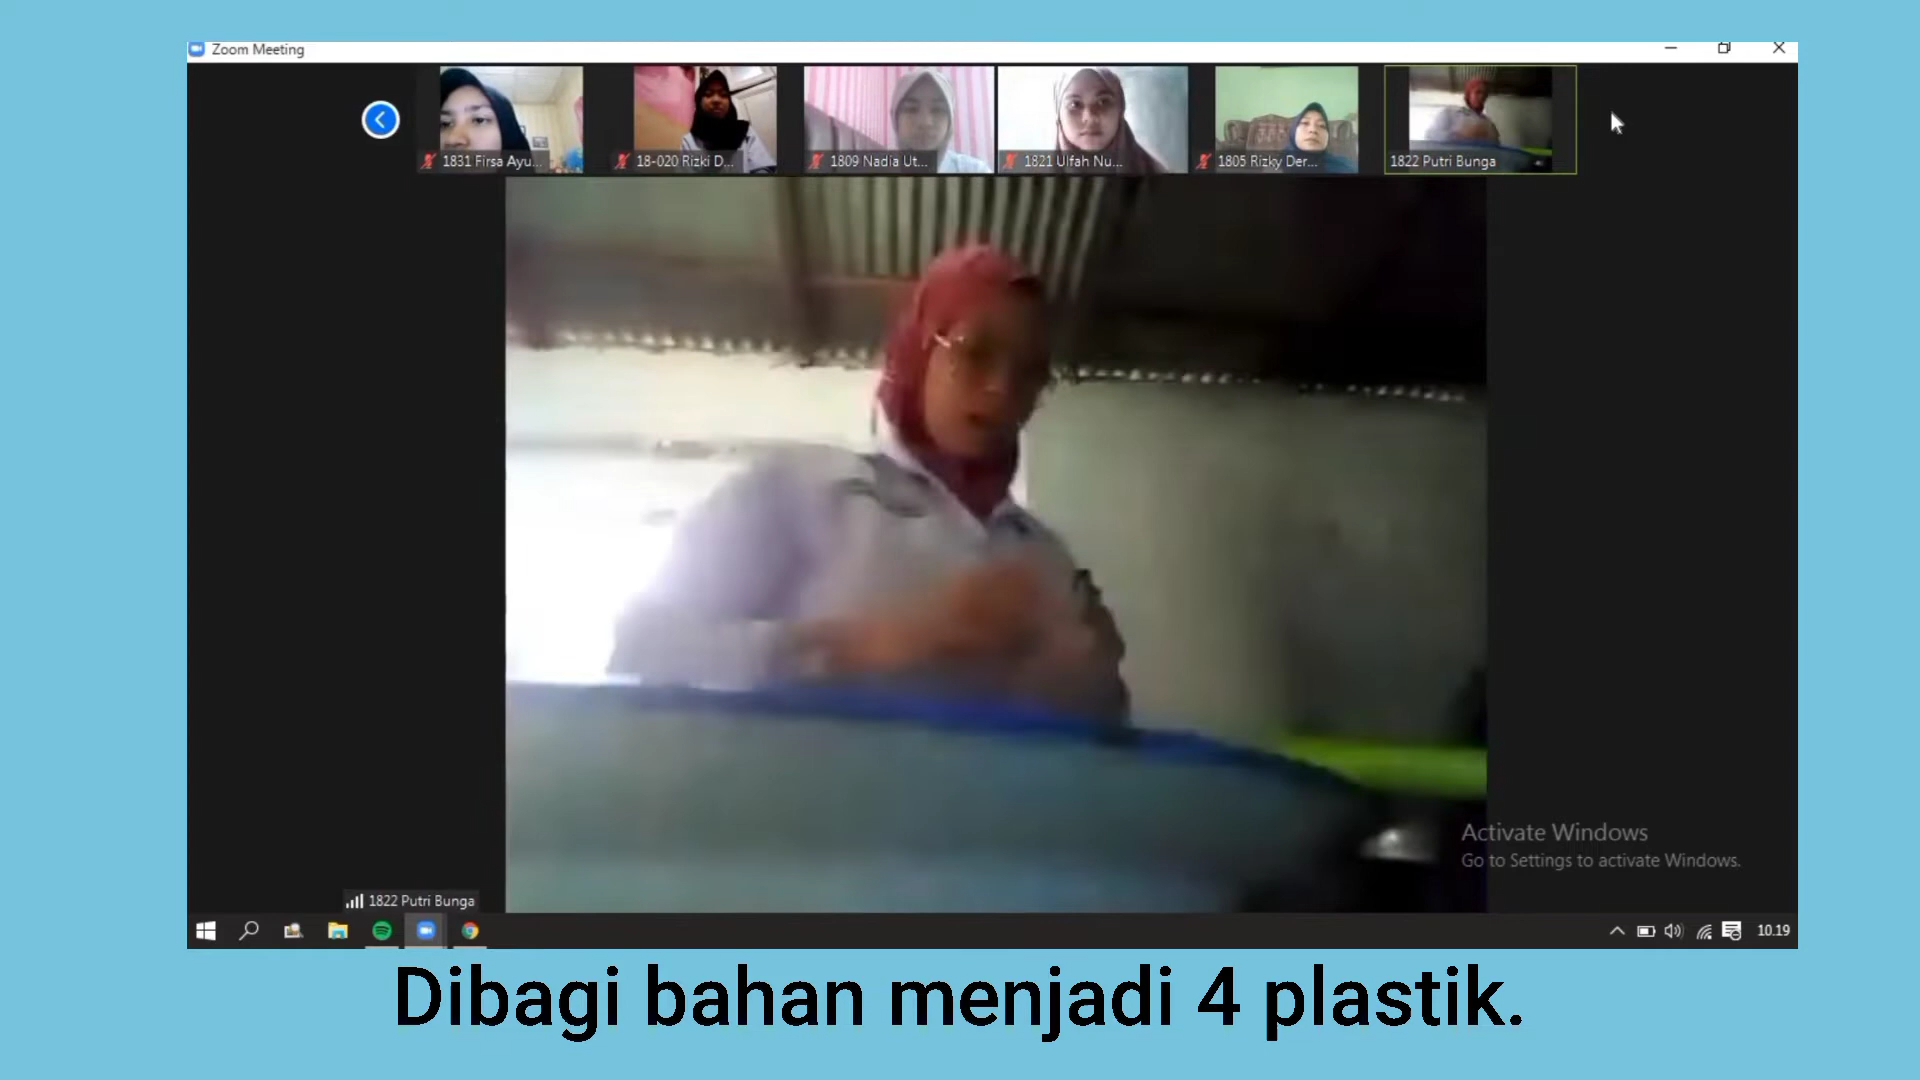 Zoom Meeting
1831 Firsa Ayu...
18-020 Rizki D...
1809 Nadia Ut...
1821 Ulfah Nu...
1805 Rizky Der...
1822 Putri Bunga
Activate Windows
Go to Settings to activate Windows.
1822 Putri Bunga
10.19
Dibagi bahan menjadi 4 plastik.